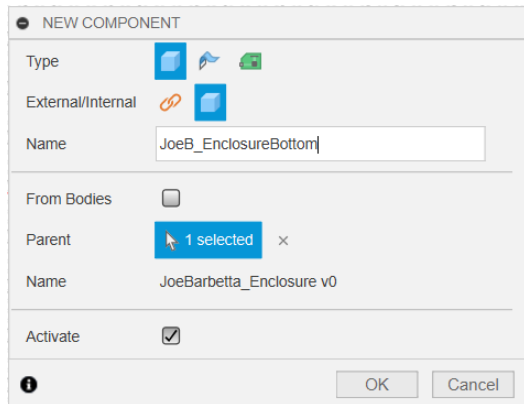 NEW COMPONENT
Type
External/Internal
Name JoeB_EnclosureBottom
From Bodies
Parent 1 selected
Name JoeBarbetta_Enclosure v0
Activate
OK Cancel